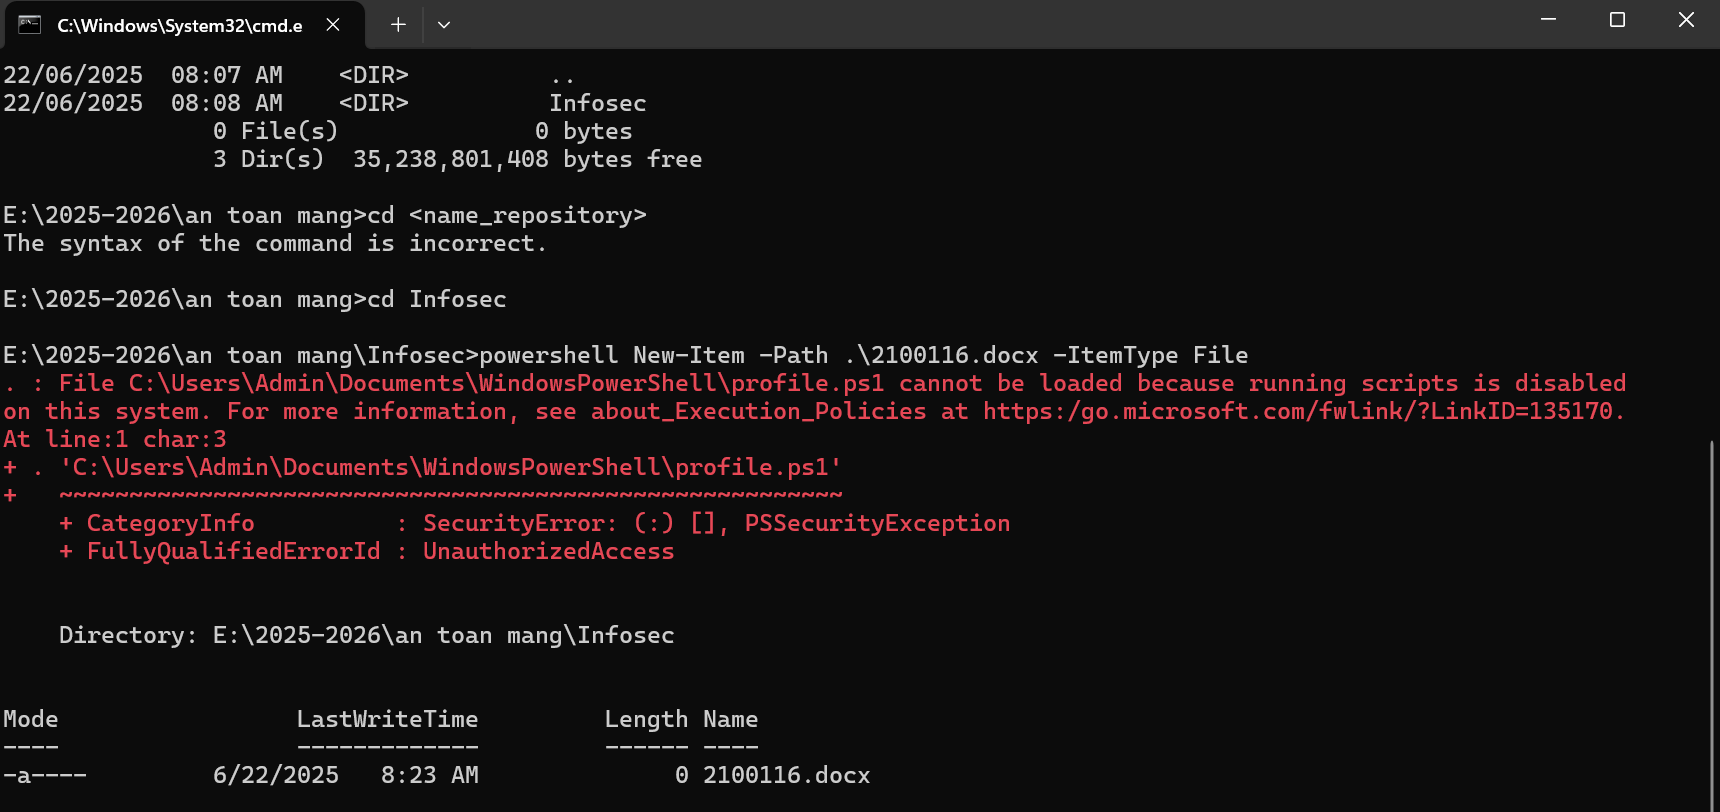 C:\Windows\System32\cmd.e
22/06/2025  08:07 AM    <DIR>          ..
22/06/2025  08:08 AM    <DIR>          Infosec
               0 File(s)              0 bytes
               3 Dir(s)  35,238,801,408 bytes free
E:\2025-2026\an toan mang>cd <name_repository>
The syntax of the command is incorrect.
E:\2025-2026\an toan mang>cd Infosec
E:\2025-2026\an toan mang\Infosec>powershell New-Item -Path .\2100116.docx -ItemType File
. : File C:\Users\Admin\Documents\WindowsPowerShell\profile.ps1 cannot be loaded because running scripts is disabled
on this system. For more information, see about_Execution_Policies at https:/go.microsoft.com/fwlink/?LinkID=135170.
At line:1 char:3
+ . 'C:\Users\Admin\Documents\WindowsPowerShell\profile.ps1'
+   ~~~~~~~~~~~~~~~~~~~~~~~~~~~~~~~~~~~~~~~~~~~~~~~~~~~~~~~~
    + CategoryInfo          : SecurityError: (:) [], PSSecurityException
    + FullyQualifiedErrorId : UnauthorizedAccess
    Directory: E:\2025-2026\an toan mang\Infosec
Mode                 LastWriteTime         Length Name
----                 -------------         ------ ----
-a----         6/22/2025   8:23 AM              0 2100116.docx